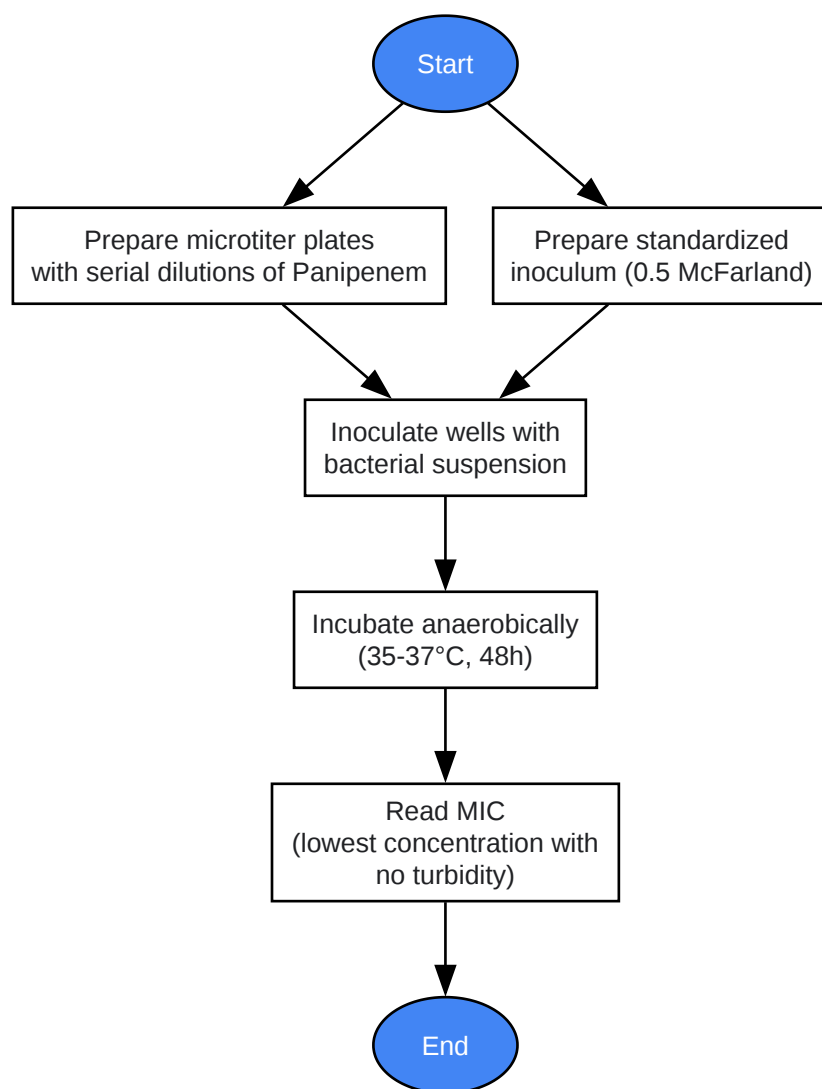 Start
Prepare microtiter plates
with serial dilutions of Panipenem
Prepare standardized
inoculum (0.5 McFarland)
Inoculate wells with
bacterial suspension
Incubate anaerobically
(35-37°C, 48h)
Read MIC
(lowest concentration with
no turbidity)
End